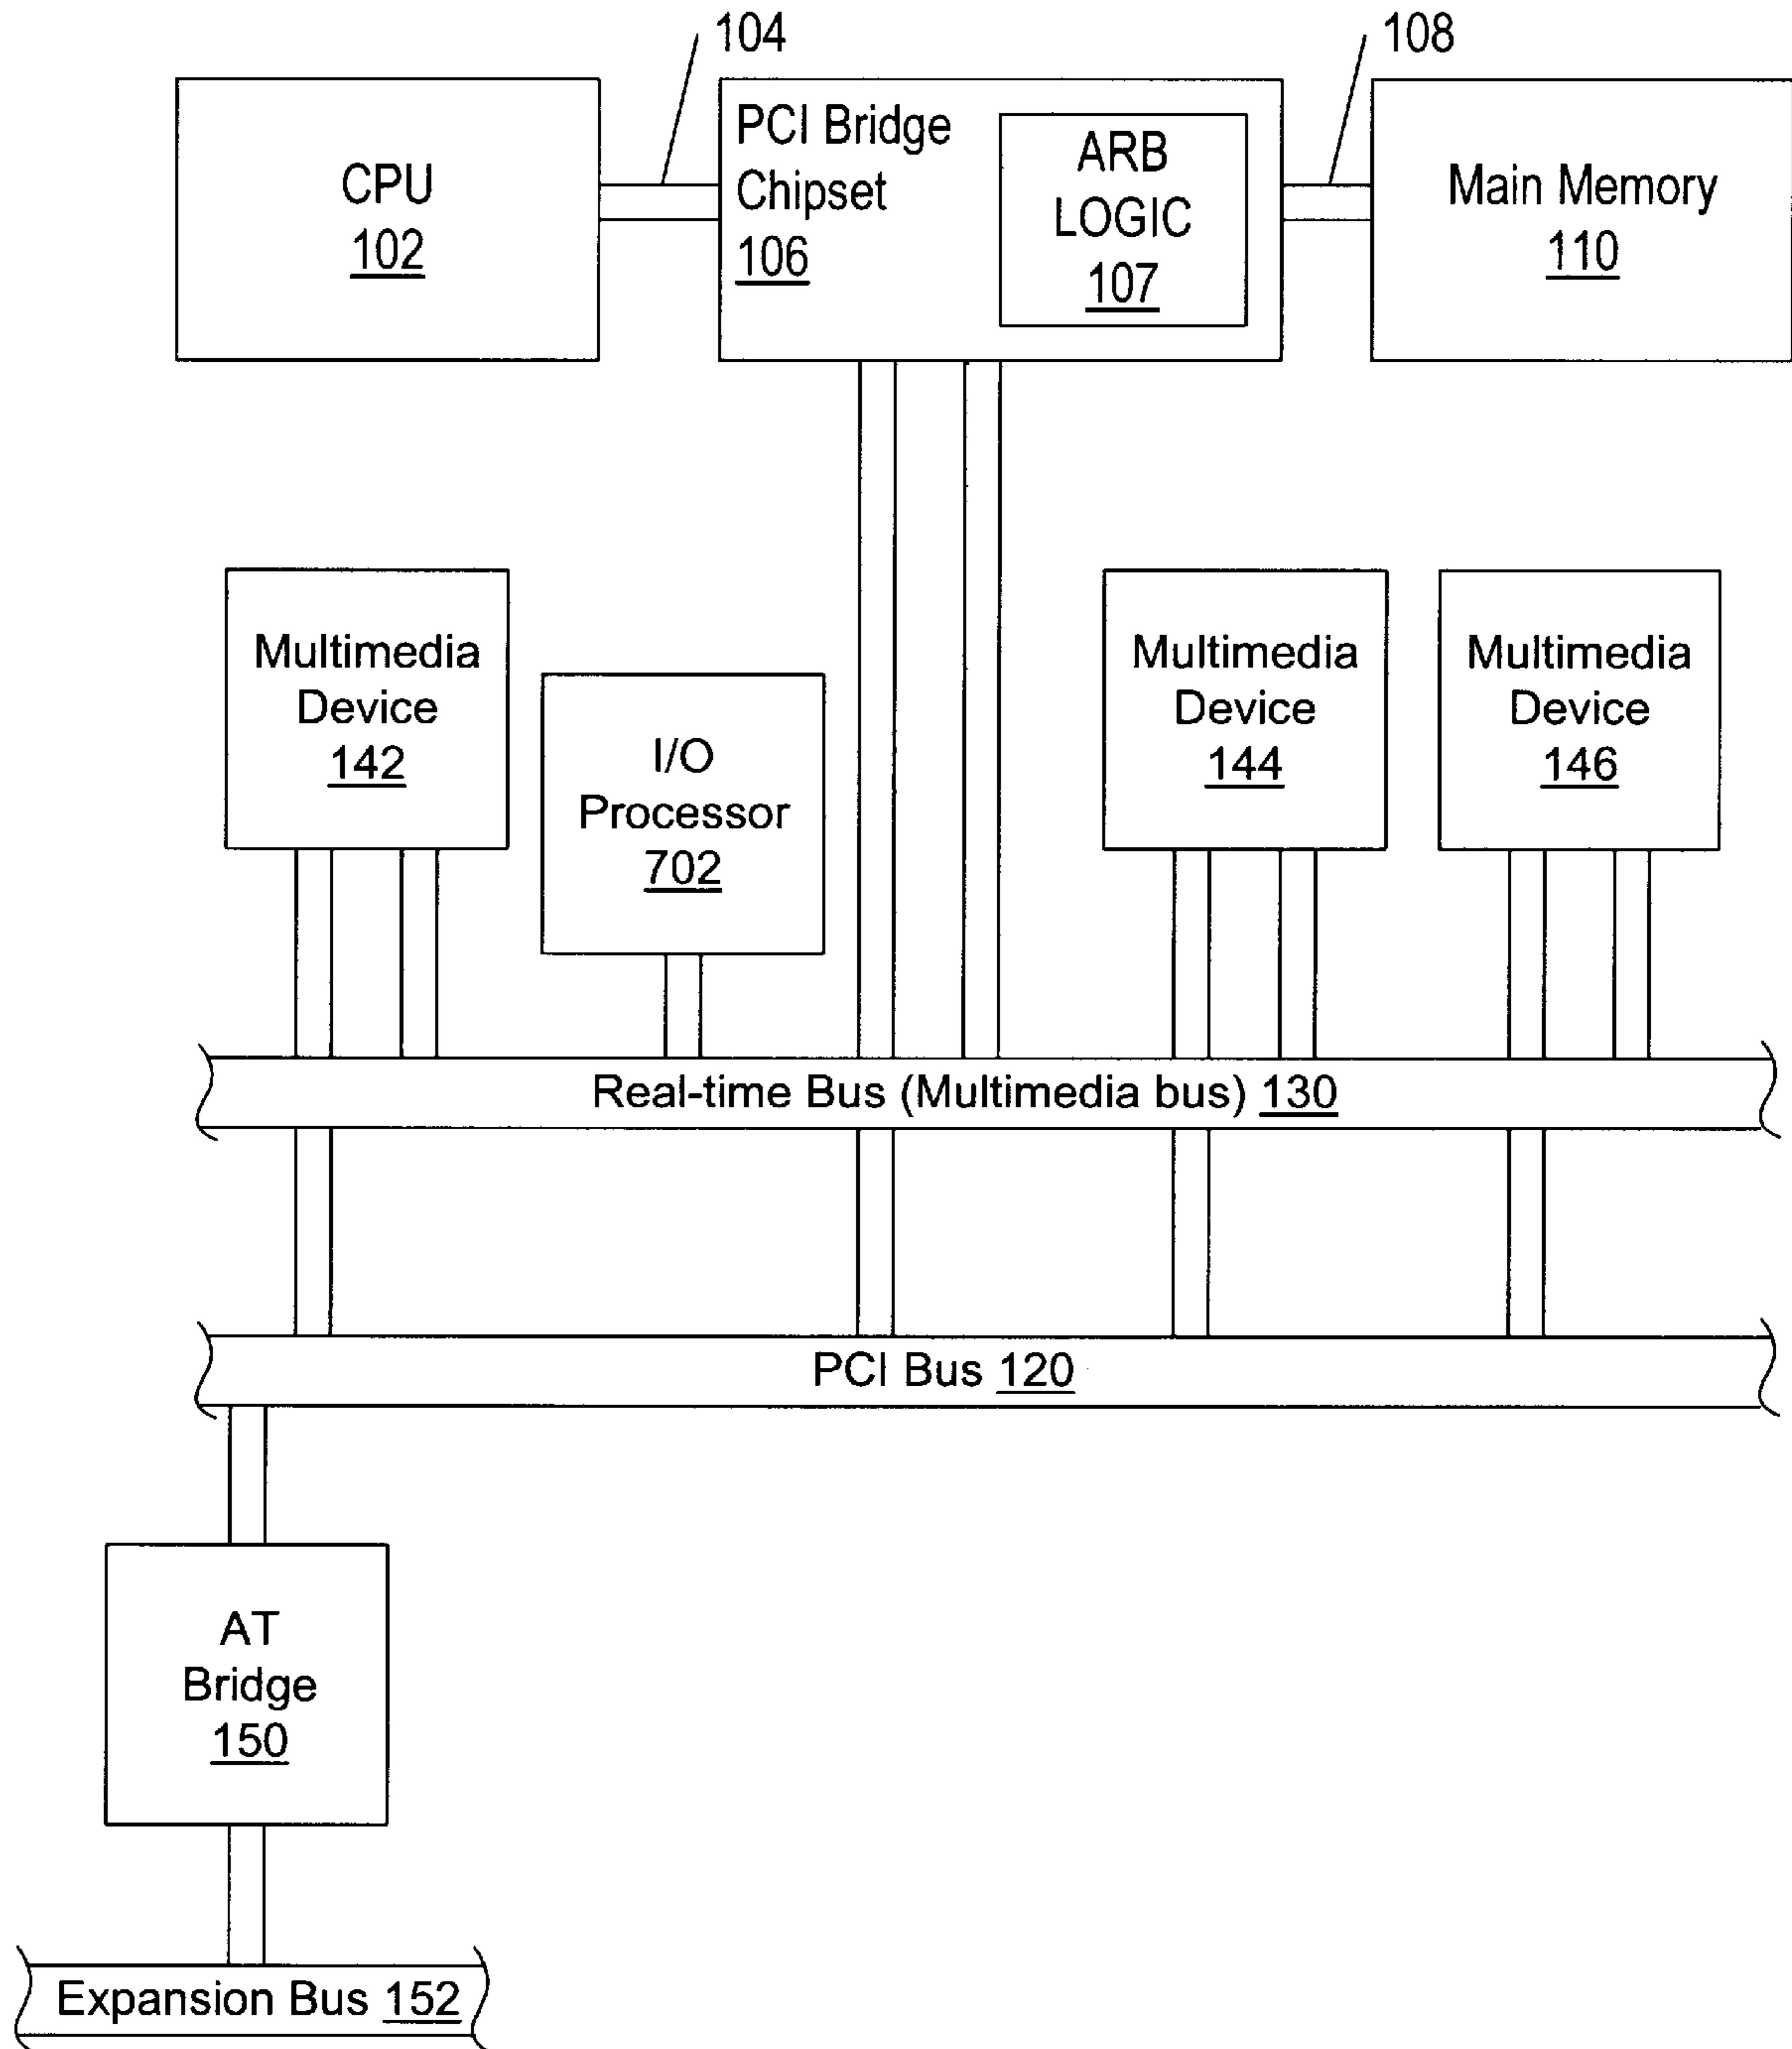 104
108
CPU
102
PCI Bridge
Chipset
106
ARB
LOGIC
107
Main Memory
110
Multimedia
Device
142
I/O
Processor
702
Multimedia
Device
144
Multimedia
Device
146
Real-time Bus (Multimedia bus) 130
PCI Bus 120
AT
Bridge
150
Expansion Bus 152